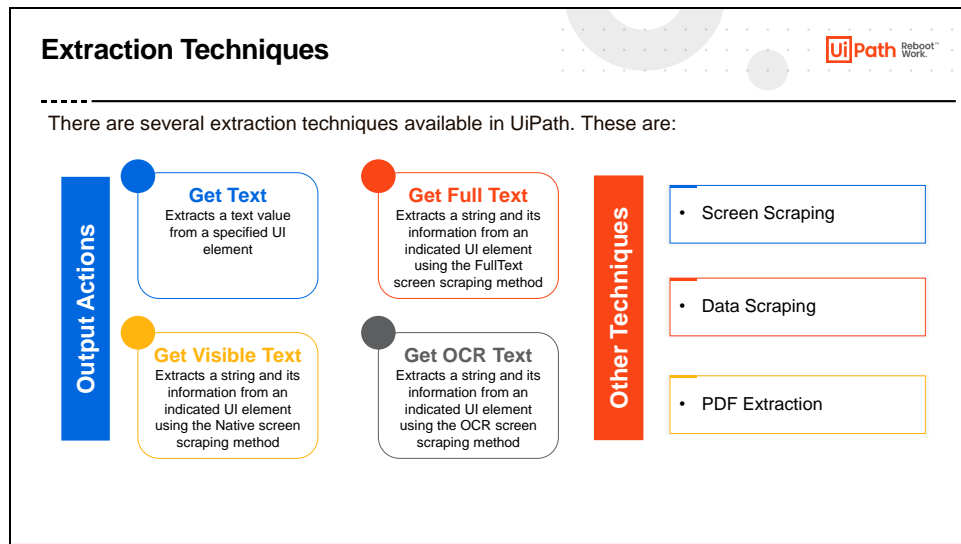 Extraction Techniques
UiPath Reboot™
Work.
There are several extraction techniques available in UiPath. These are:
Output Actions
Get Text
Extracts a text value
from a specified UI
element
Get Full Text
Extracts a string and its
information from an
indicated UI element
using the FullText
screen scraping method
Get Visible Text
Extracts a string and its
information from an
indicated UI element
using the Native screen
scraping method
Get OCR Text
Extracts a string and its
information from an
indicated UI element
using the OCR screen
scraping method
Other Techniques
• Screen Scraping
• Data Scraping
• PDF Extraction